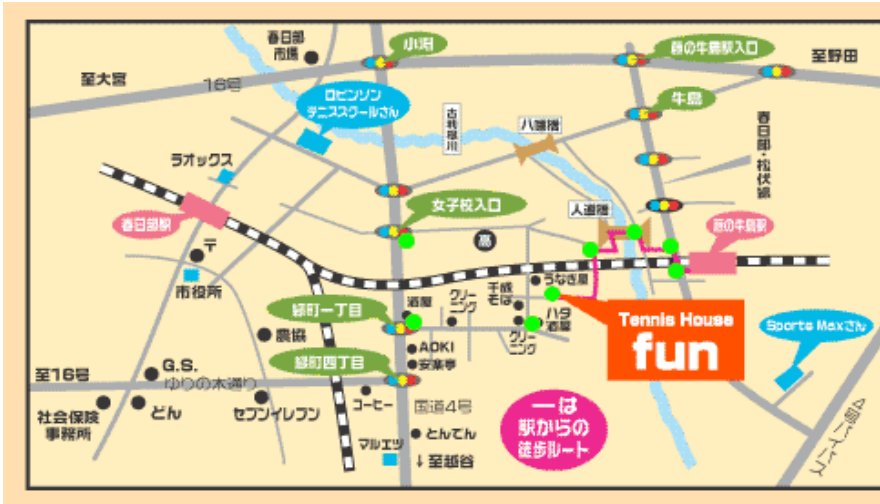 春日部
市場
小渕
藤の牛島駅入口
至野田
至大宮
16号
ロビンソン
テニススクールさん
牛島
古利根川
八幡橋
春日部・松伏線
ラオックス
女子校入口
人道橋
春日部駅
藤の牛島駅
高
〒
市役所
うなぎ屋
千歳
そば
酒屋
クリー
ニング
緑町一丁目
ハタ
酒屋
クリー
ニング
Tennis House
fun
Sports Maxさん
農協
AOKI
安楽亭
緑町四丁目
至16号
G.S.
ゆりの木通り
コーヒー
国道4号
社会保険
事務所
どん
セブンイレブン
ーは
駅からの
徒歩ルート
とんでん
マルエツ
↓至越谷
4号バイパス